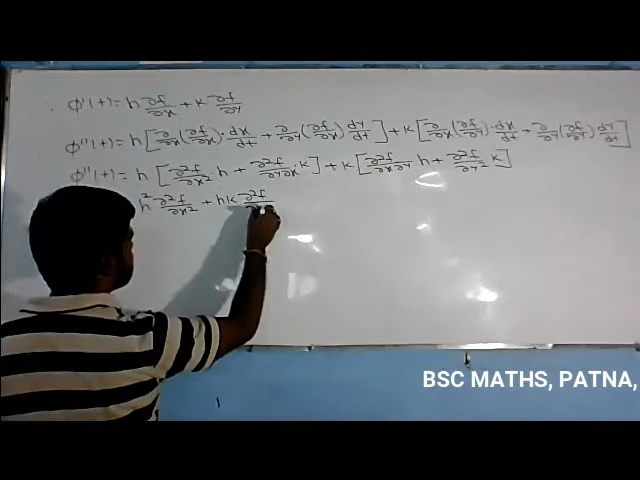 φ'(t) = h ∂f/∂x + k ∂f/∂y
φ''(t) = h [ ∂/∂x (∂f/∂x) · dx/dt + ∂/∂y (∂f/∂x) dy/dt ] + k [ ∂/∂x (∂f/∂y) · dx/dt + ∂/∂y (∂f/∂y) dy/dt ]
φ''(t) = h [ ∂²f/∂x² · h + ∂²f/∂y∂x · k ] + k [ ∂²f/∂x∂y h + ∂²f/∂y² k ]
h² ∂²f/∂x² + hk ∂²f
BSC MATHS, PATNA,